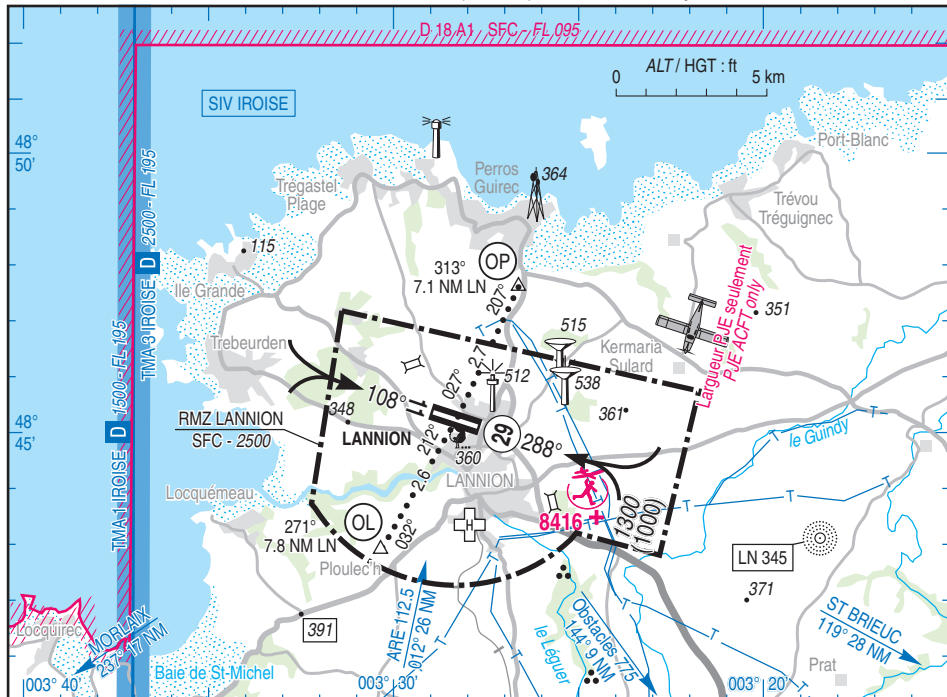 D 18 A1 SFC - FL 095
ALT / HGT : ft
0 5 km
SIV IROISE
48°
50'
Port-Blanc
Perros
Guirec
364
Trégastel
Plage
Trévou
Tréguignec
TMA 3 IROISE D 2500 - FL 195
115
OP
313°
7.1 NM LN
Ile Grande
207°
351
Largueur PJE seulement
PJE ACFT only
515
Trebeurden
2.7
Kermaria
Sulard
512
538
027°
108°
11
348
361
RMZ LANNION
SFC - 2500
48°
45'
LANNION
29
288°
le Guindy
212°
360
TMA 1 IROISE D 1500 - FL 195
2.6
LANNION
Locquémeau
8416
1300
(1000)
OL
271°
7.8 NM LN
032°
H
LN 345
Ploulec'h
371
391
ARE 112.5
012° 26 NM
Obstacles 775
144° 9 NM
le Léguer
ST BRIEUC
119° 28 NM
Locquirec
MORLAIX
237° 17 NM
Baie de St-Michel
Prat
003° 40'
003° 30'
003° 20'
T
T
T
T
T
T
T
T